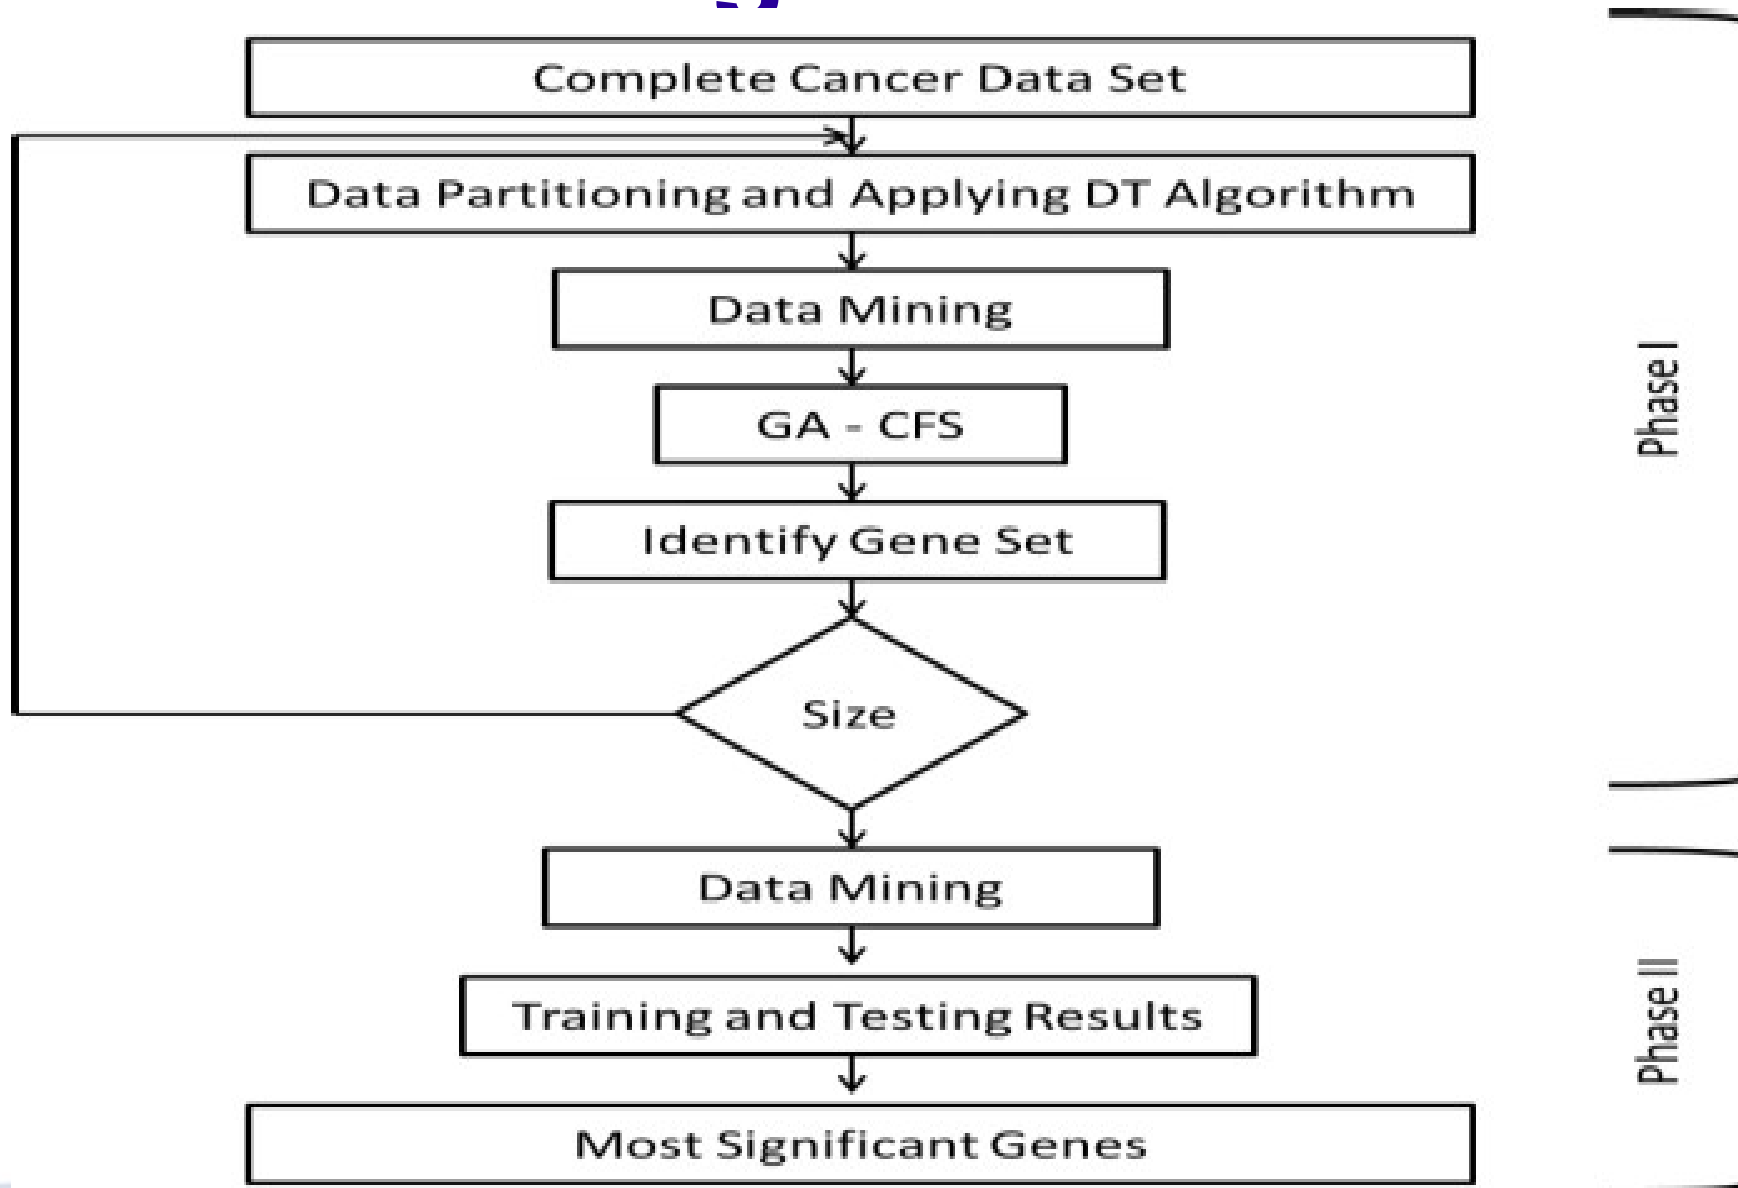 Complete Cancer Data Set
Data Partitioning and Applying DT Algorithm
Data Mining
GA - CFS
Identify Gene Set
Size
Phase I
Data Mining
Training and Testing Results
Most Significant Genes
Phase II